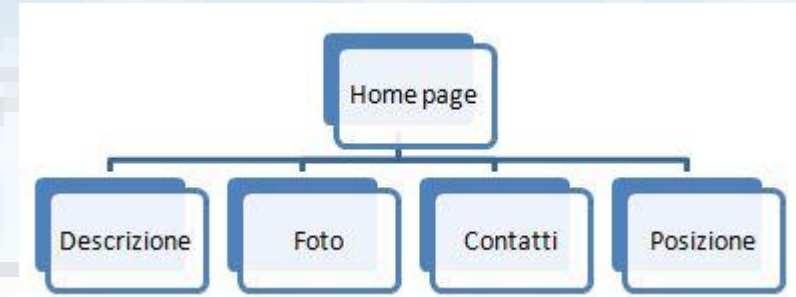 Home page
Descrizione
Foto
Contatti
Posizione